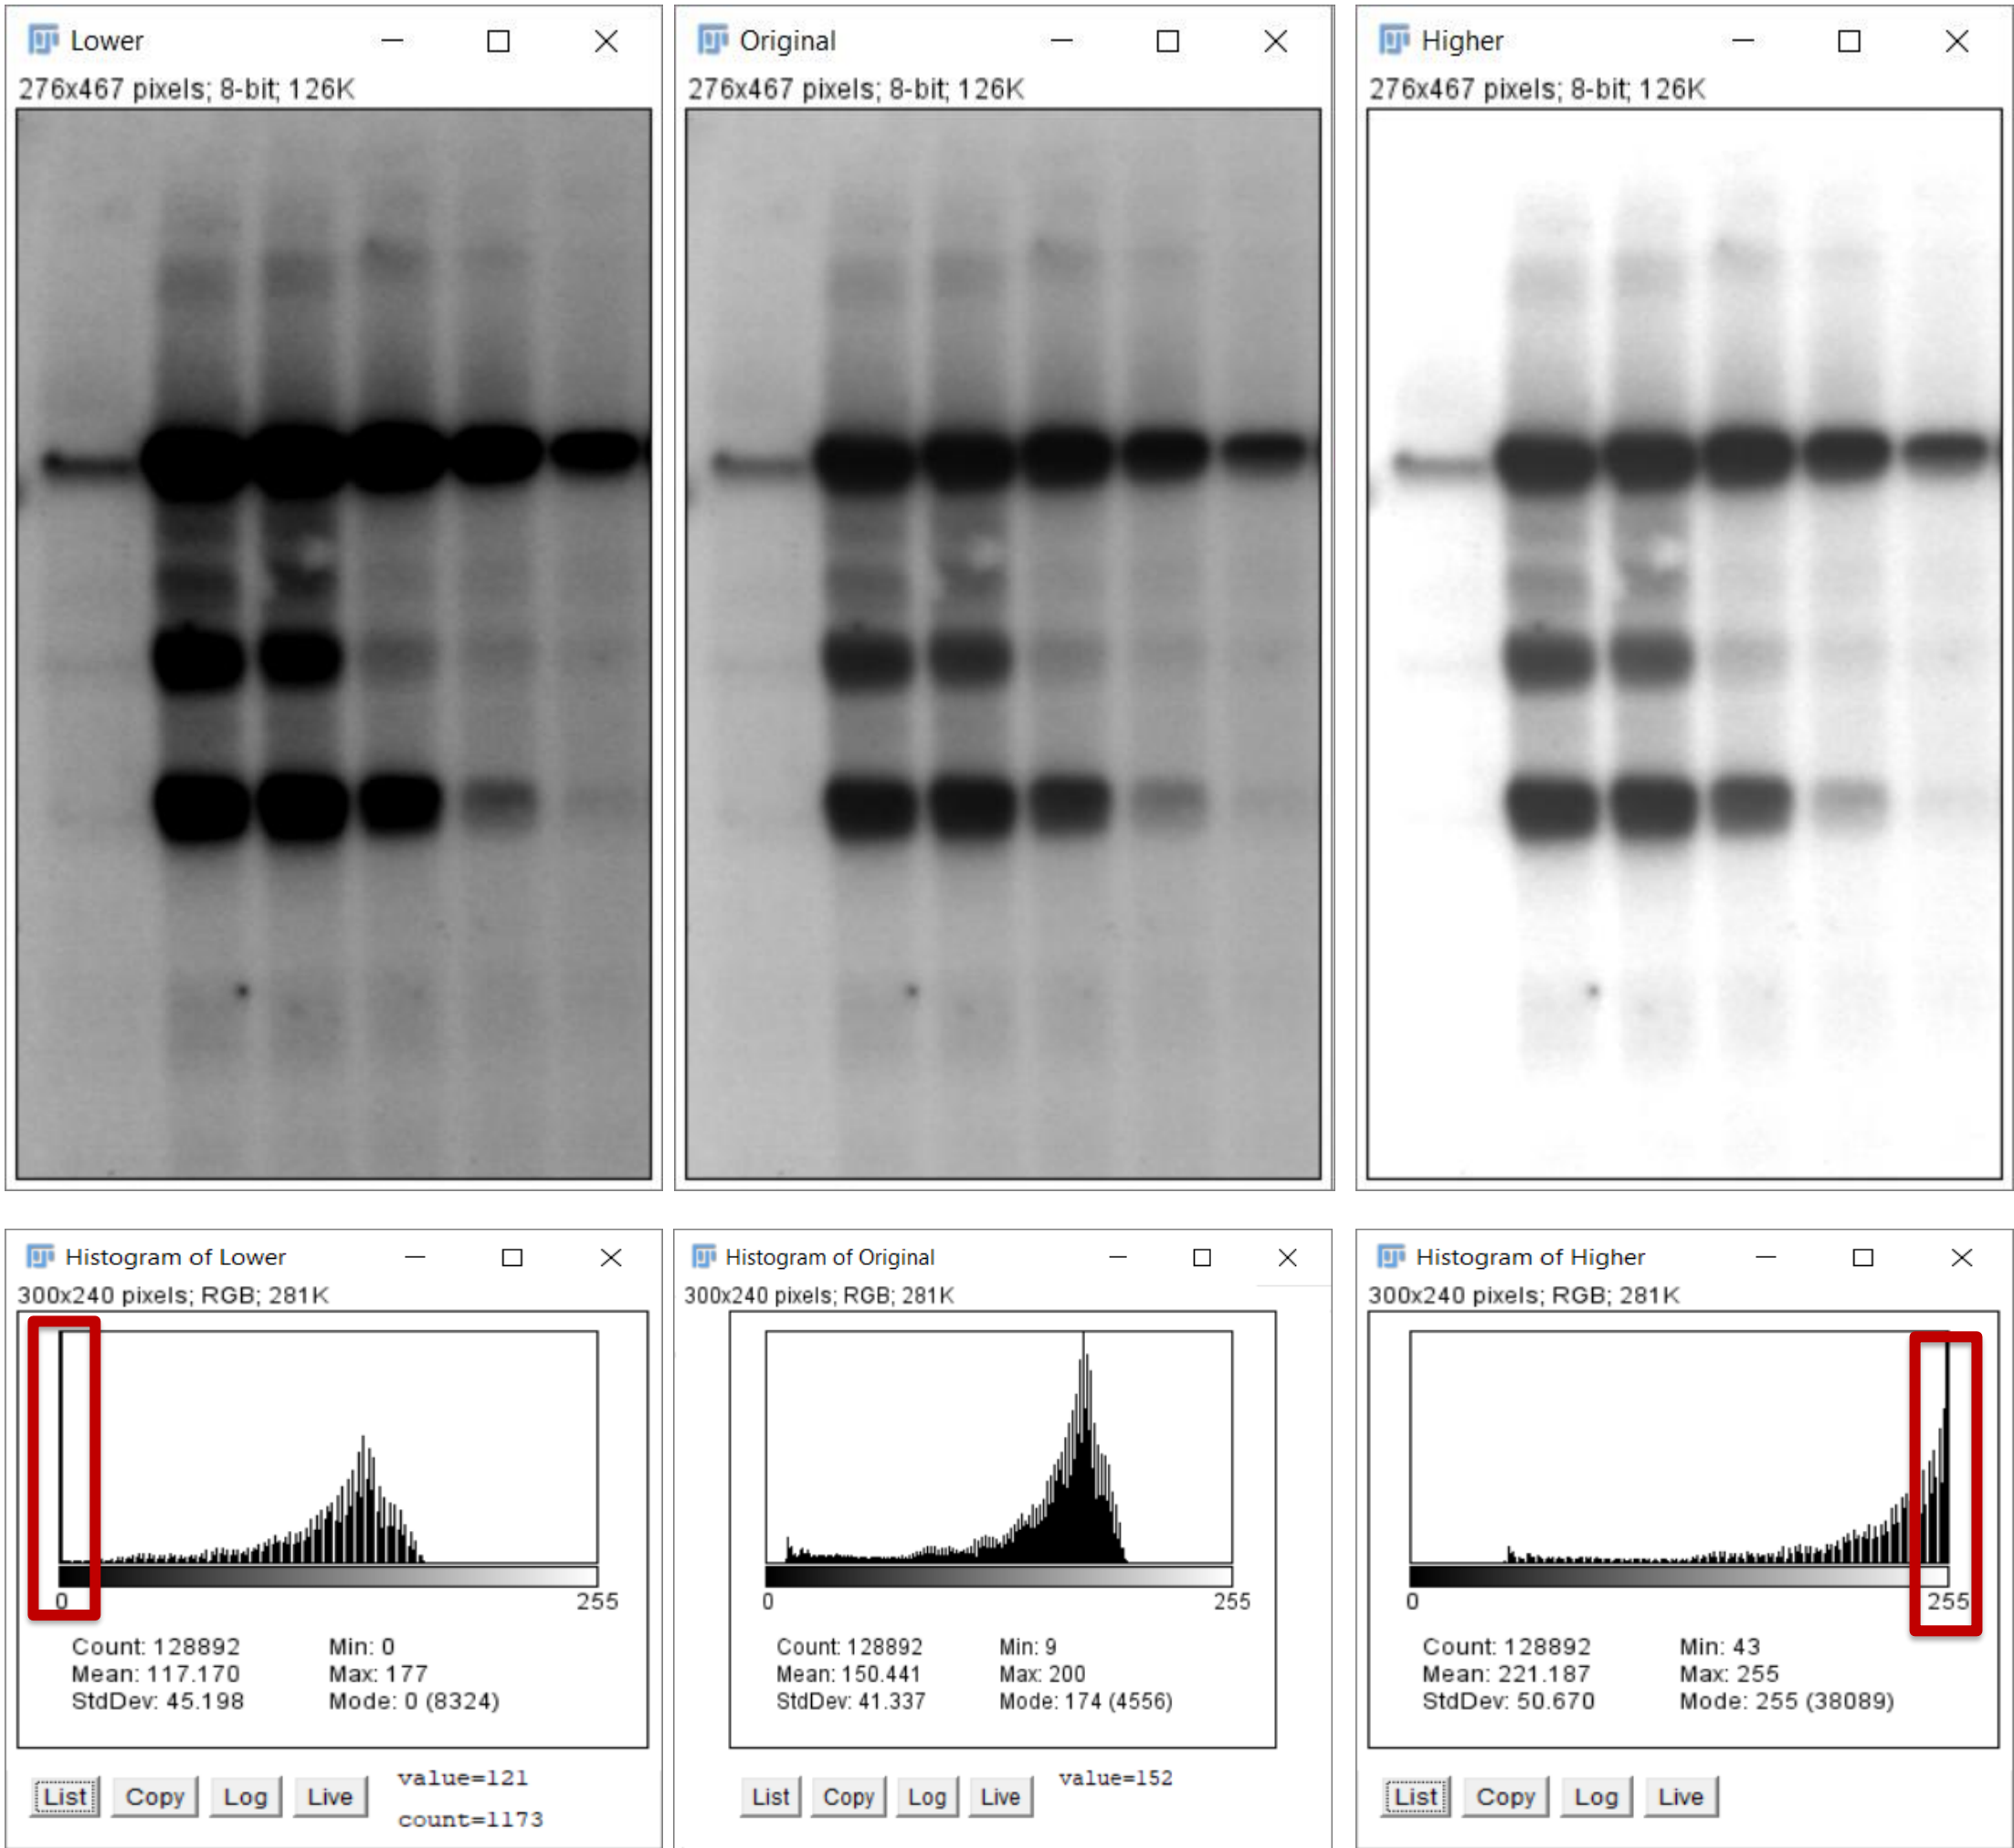 Lower
276x467 pixels; 8-bit; 126K
Original
276x467 pixels; 8-bit; 126K
Higher
276x467 pixels; 8-bit; 126K
Histogram of Lower
300x240 pixels; RGB; 281K
0 255
Count: 128892 Min: 0
Mean: 117.170 Max: 177
StdDev: 45.198 Mode: 0 (8324)
List Copy Log Live value=121
count=1173
Histogram of Original
300x240 pixels; RGB; 281K
0 255
Count: 128892 Min: 9
Mean: 150.441 Max: 200
StdDev: 41.337 Mode: 174 (4556)
List Copy Log Live value=152
Histogram of Higher
300x240 pixels; RGB; 281K
0 255
Count: 128892 Min: 43
Mean: 221.187 Max: 255
StdDev: 50.670 Mode: 255 (38089)
List Copy Log Live